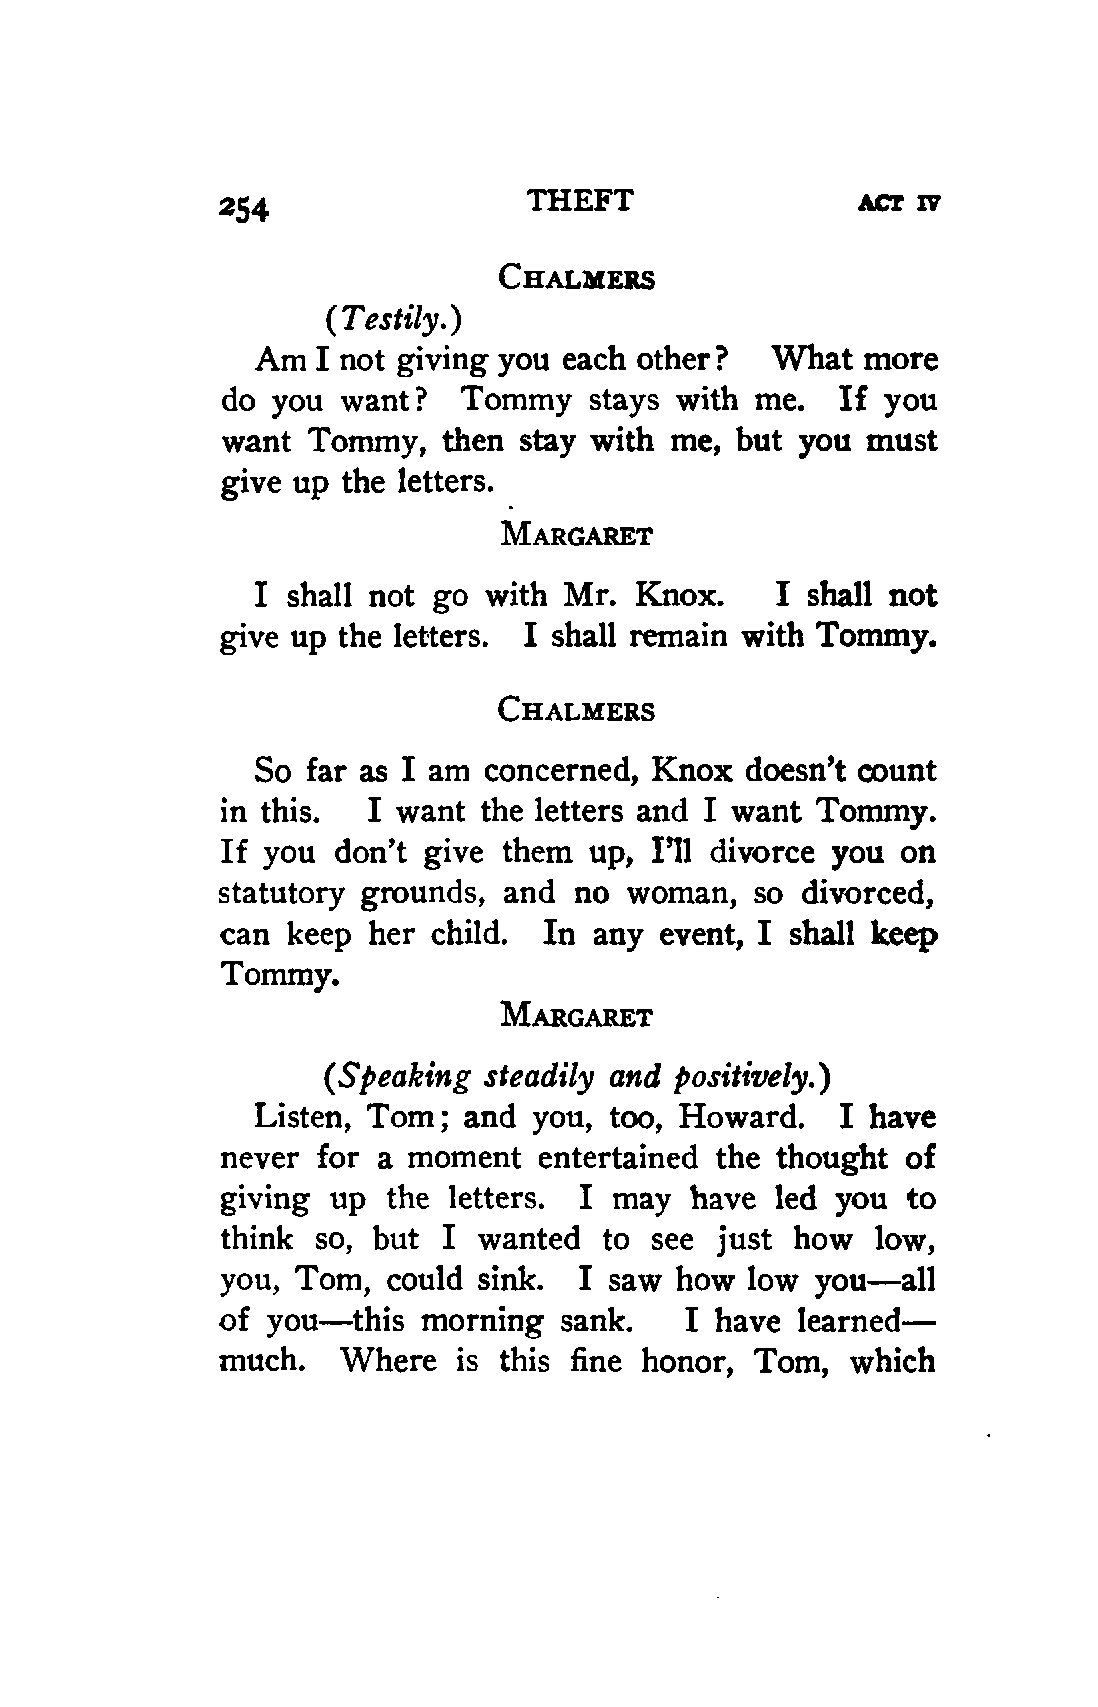 254 THEFT ACT IV
CHALMERS
(Testily.)
Am I not giving you each other? What more
do you want? Tommy stays with me. If you
want Tommy, then stay with me, but you must
give up the letters.
MARGARET
I shall not go with Mr. Knox. I shall not
give up the letters. I shall remain with Tommy.
CHALMERS
So far as I am concerned, Knox doesn't count
in this. I want the letters and I want Tommy.
If you don't give them up, I'll divorce you on
statutory grounds, and no woman, so divorced,
can keep her child. In any event, I shall keep
Tommy.
MARGARET
(Speaking steadily and positively.)
Listen, Tom; and you, too, Howard. I have
never for a moment entertained the thought of
giving up the letters. I may have led you to
think so, but I wanted to see just how low,
you, Tom, could sink. I saw how low you—all
of you—this morning sank. I have learned—
much. Where is this fine honor, Tom, which